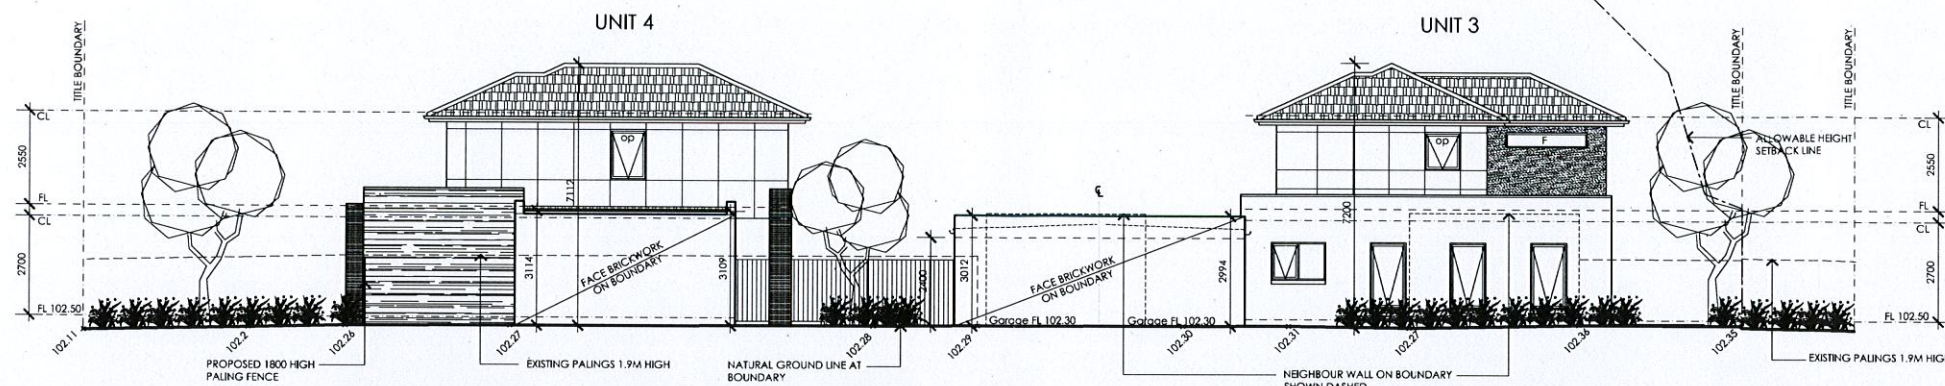 UNIT 4
UNIT 3
TITLE BOUNDARY
TITLE BOUNDARY
TITLE BOUNDARY
CL
2550
FL
CL
2700
FL 102.50
op
7112
3114
FACE BRICKWORK
ON BOUNDARY
3109
2400
3012
℄
FACE BRICKWORK
ON BOUNDARY
2994
Garage FL 102.30
Garage FL 102.30
op
F
7200
ALLOWABLE HEIGHT
SETBACK LINE
CL
2550
FL
CL
2700
FL 102.50
102.11
102.2
102.26
102.27
102.28
102.29
102.30
102.31
102.27
102.36
102.35
PROPOSED 1800 HIGH
PALING FENCE
EXISTING PALINGS 1.9M HIGH
NATURAL GROUND LINE AT
BOUNDARY
NEIGHBOUR WALL ON BOUNDARY
SHOWN DASHED
EXISTING PALINGS 1.9M HIG